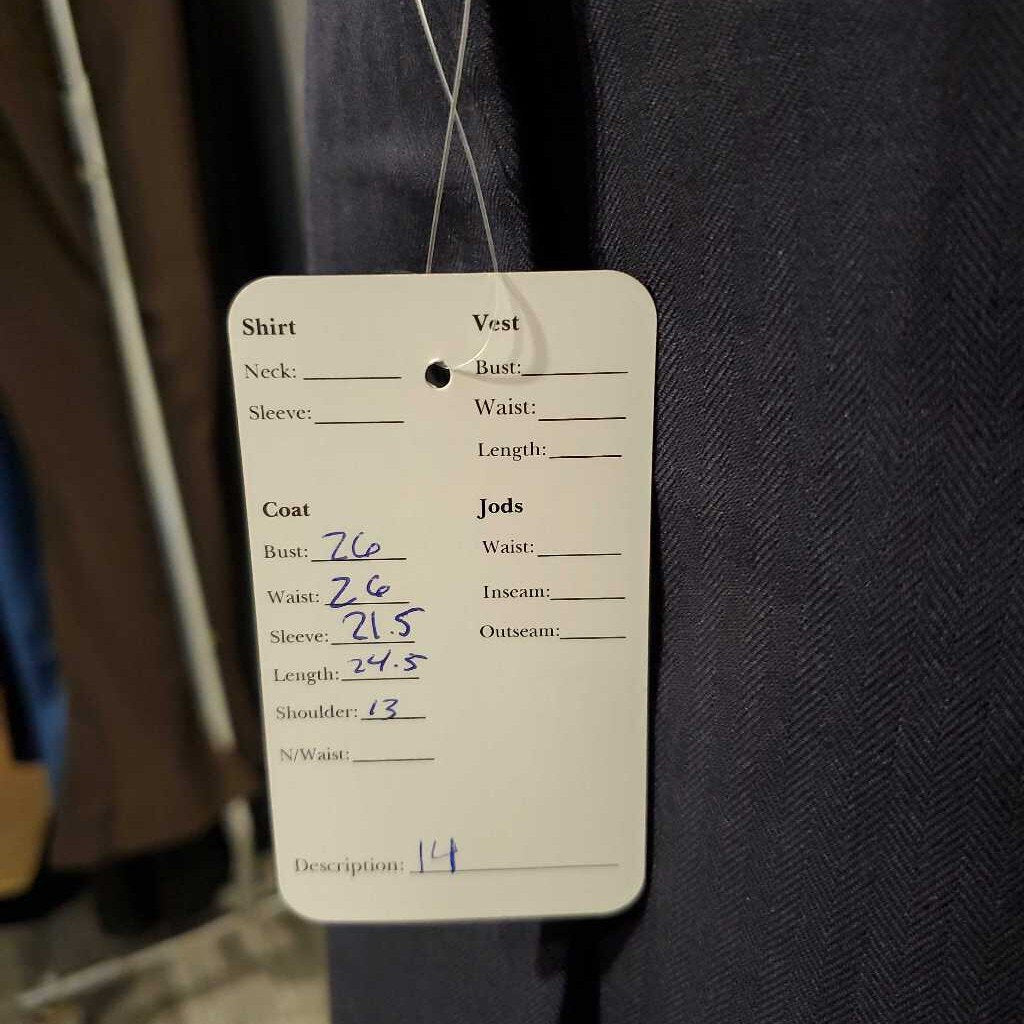 Shirt
Neck:
Sleeve:
Vest
Bust:
Waist:
Length:
Coat
Bust: 26
Waist: 26
Sleeve: 21.5
Length: 24.5
Shoulder: 13
N/Waist:
Jods
Waist:
Inseam:
Outseam:
Description: 14